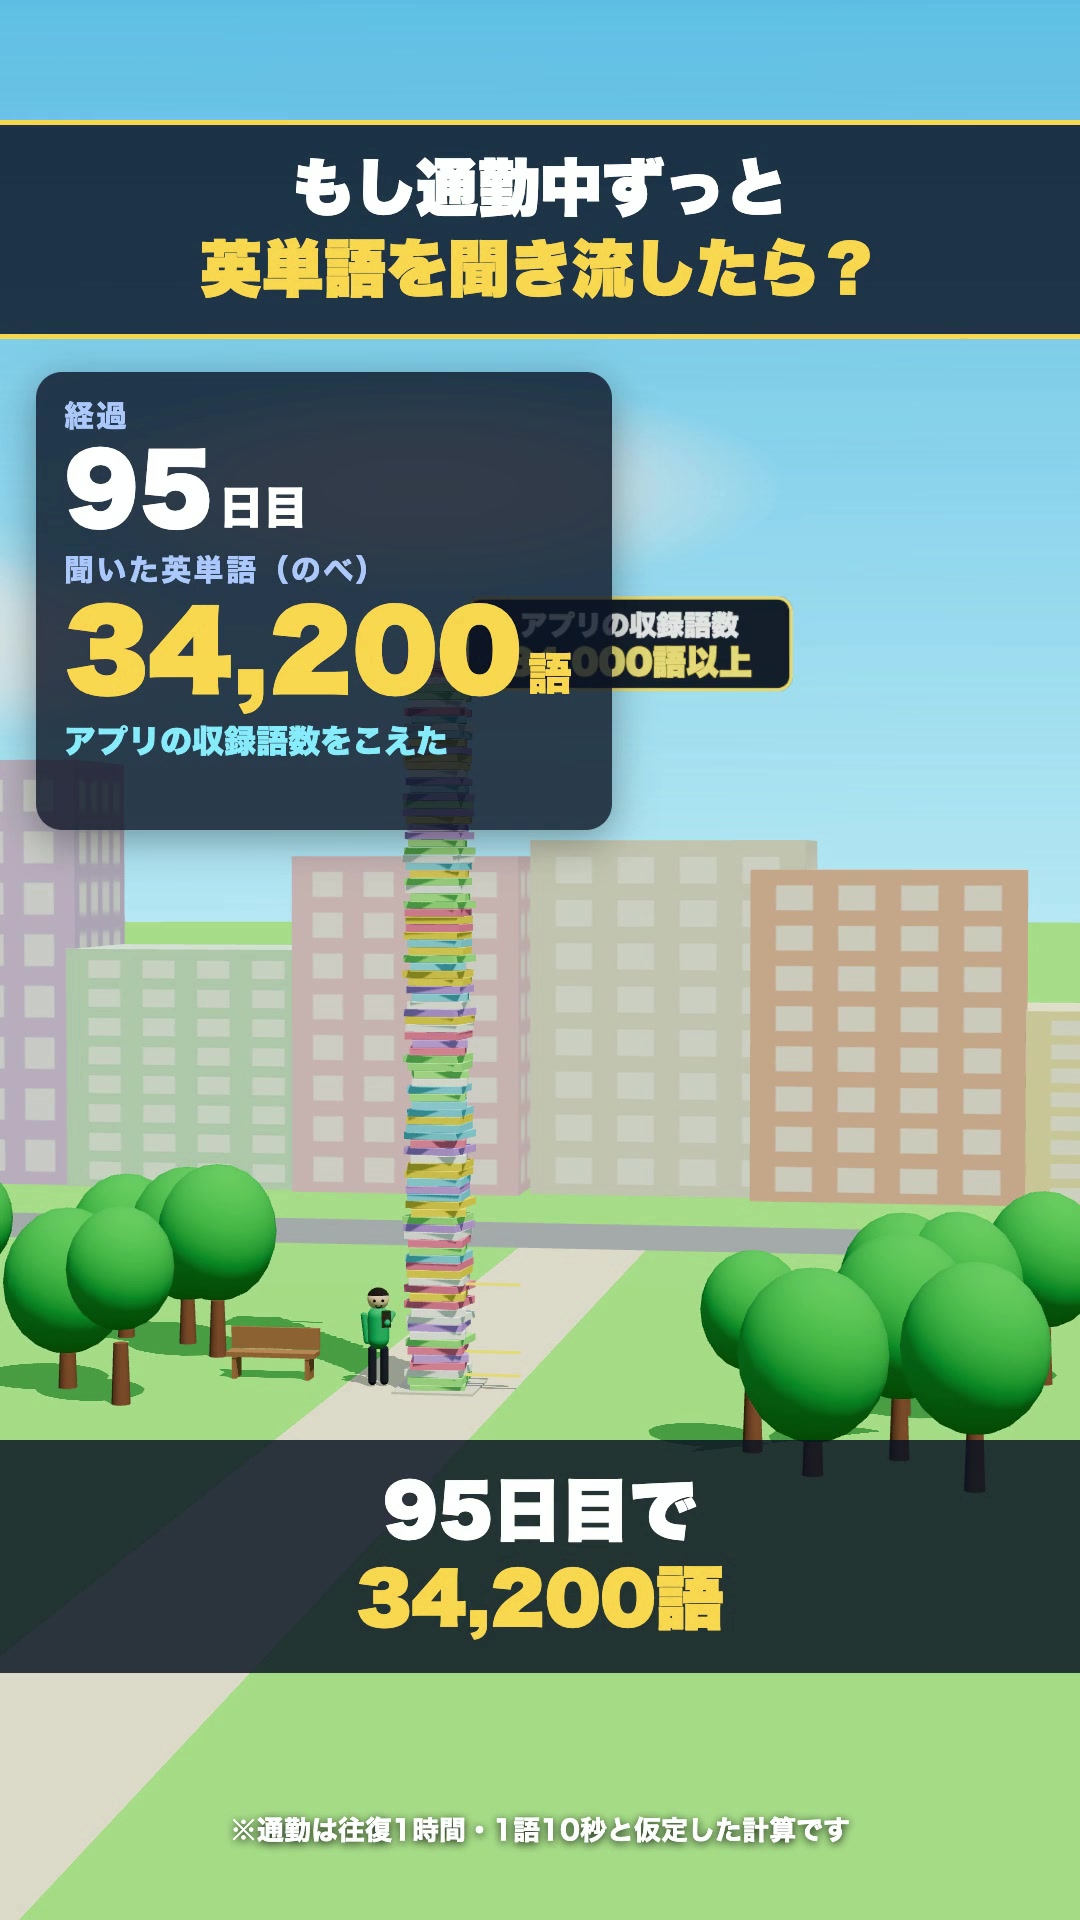 もし通勤中ずっと
英単語を聞き流したら？
経過
95日目
聞いた英単語（のべ）
34,200語
アプリの収録語数をこえた
アプリの収録語数
000語以上
95日目で
34,200語
※通勤は往復1時間・1語10秒と仮定した計算です